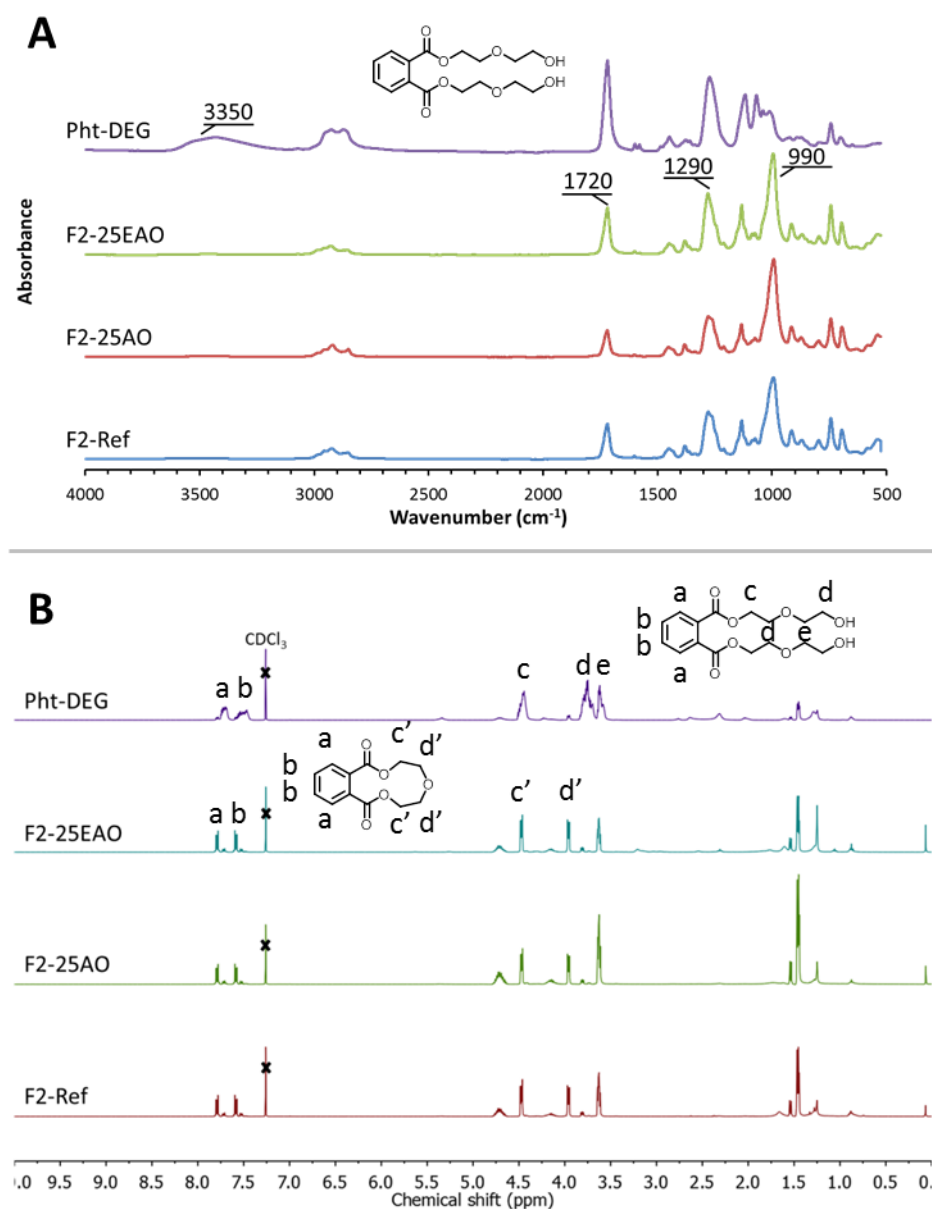 A
O
O
O
OH
O
O
OH
O
3350
Pht-DEG
1720
1290
990
F2-25EAO
F2-25AO
F2-Ref
Absorbance
4000 3500 3000 2500 2000 1500 1000 500
Wavenumber (cm-1)
B
a O c d
b O O OH
b O d O e OH
a O
CDCl3
x
Pht-DEG
a b c d e
a O c' d'
b O
b O O
a O c' d'
F2-25EAO
a b x c' d'
F2-25AO
x
F2-Ref
x
.0 9.5 9.0 8.5 8.0 7.5 7.0 6.5 6.0 5.5 5.0 4.5 4.0 3.5 3.0 2.5 2.0 1.5 1.0 0.5 0.
Chemical shift (ppm)